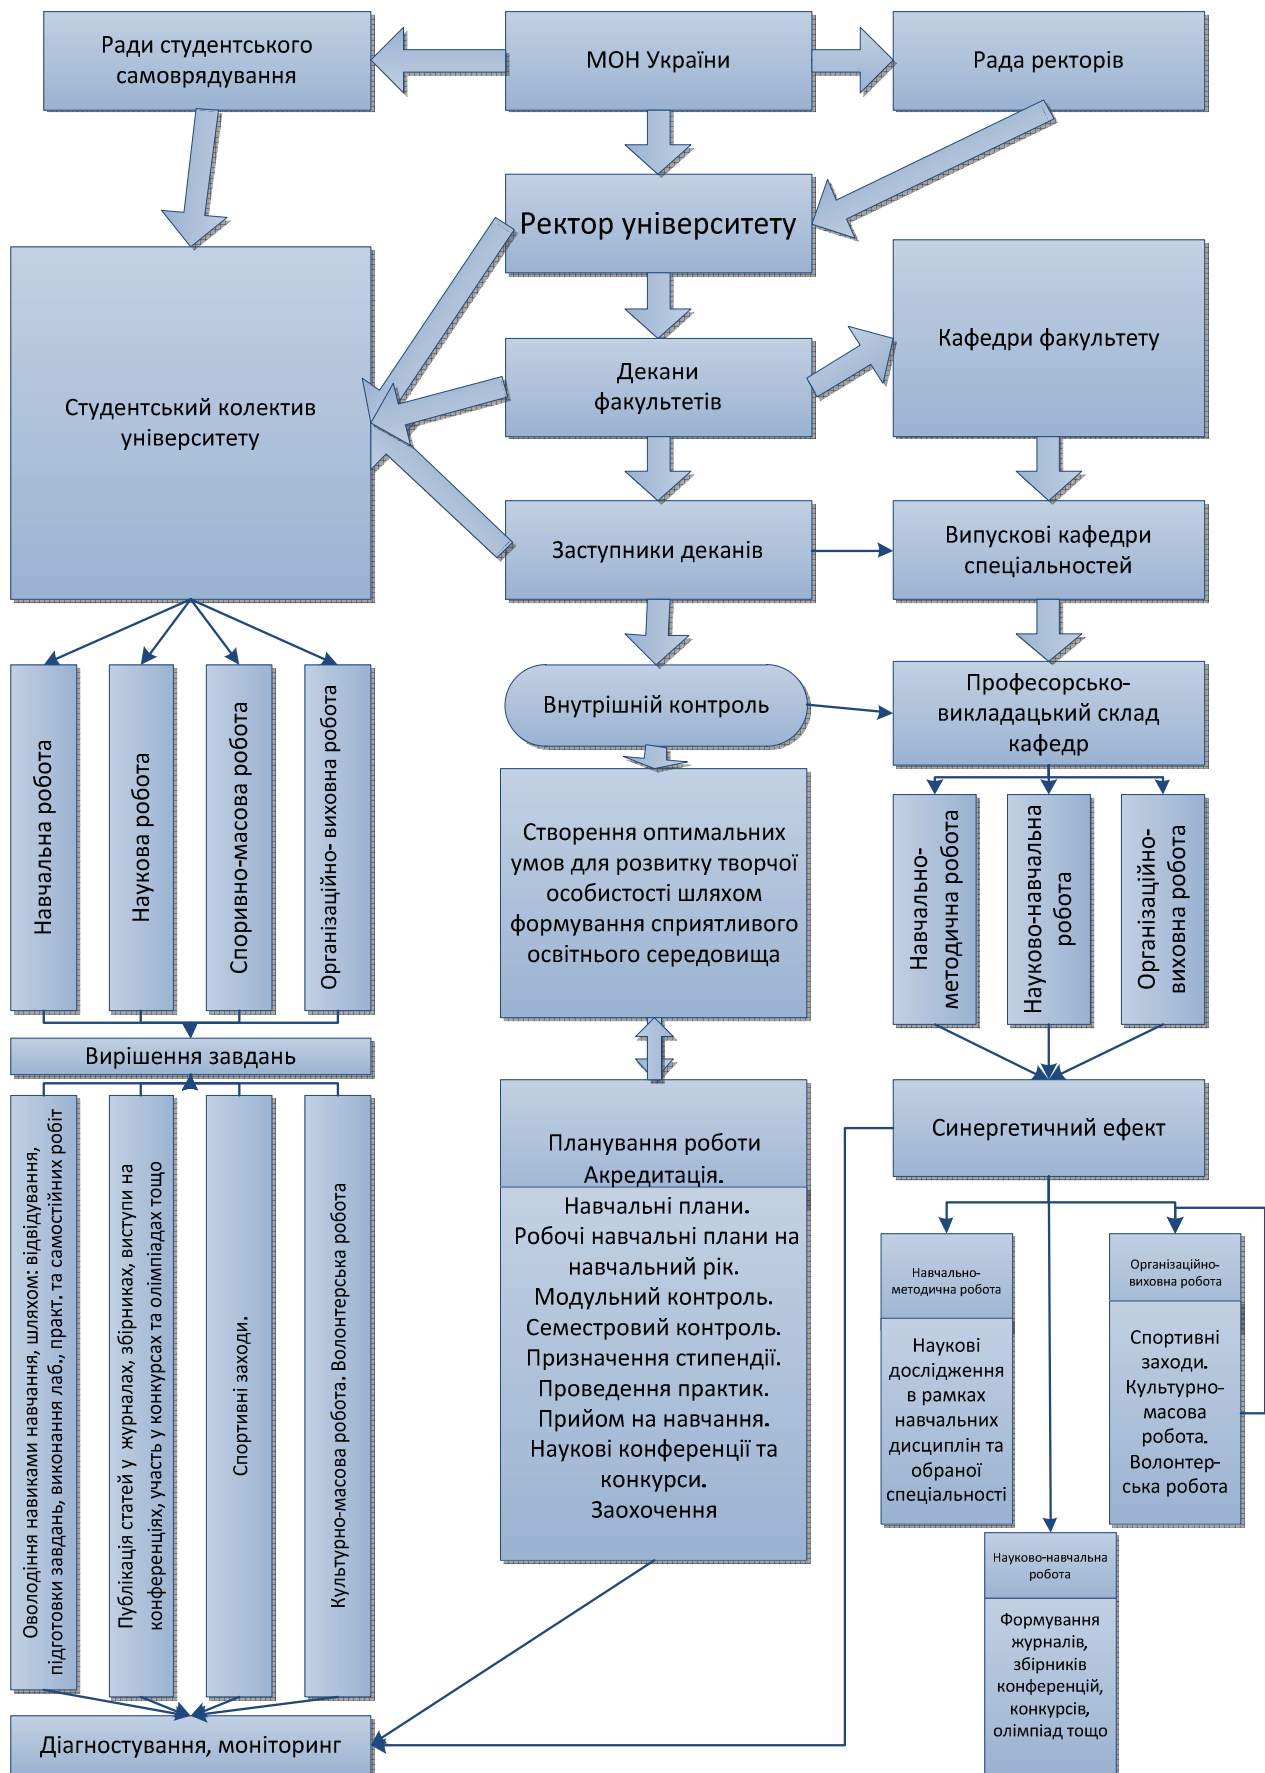 Ради студентського
самоврядування
МОН України
Рада ректорів
Ректор університету
Студентський колектив
університету
Декани
факультетів
Кафедри факультету
Заступники деканів
Випускові кафедри
спеціальностей
Внутрішній контроль
Професорсько-
викладацький склад
кафедр
Навчальна робота
Наукова робота
Споривно-масова робота
Організаційно- виховна робота
Створення оптимальних
умов для розвитку творчої
особистості шляхом
формування сприятливого
освітнього середовища
Навчально-
методична робота
Науково-навчальна
робота
Організаційно-
виховна робота
Вирішення завдань
Оволодіння навиками навчання, шляхом: відвідування,
підготовки завдань, виконання лаб., практ. та самостійних робіт
Публікація статей у журналах, збірниках, виступи на
конференціях, участь у конкурсах та олімпіадах тощо
Спортивні заходи.
Культурно-масова робота. Волонтерська робота
Планування роботи
Акредитація.
Навчальні плани.
Робочі навчальні плани на
навчальний рік.
Модульний контроль.
Семестровий контроль.
Призначення стипендії.
Проведення практик.
Прийом на навчання.
Наукові конференції та
конкурси.
Заохочення
Синергетичний ефект
Навчально-
методична робота
Наукові
дослідження
в рамках
навчальних
дисциплін та
обраної
спеціальності
Організаційно-
виховна робота
Спортивні
заходи.
Культурно-
масова
робота.
Волонтер-
ська робота
Науково-навчальна
робота
Формування
журналів,
збірників
конференцій,
конкурсів,
олімпіад тощо
Діагностування, моніторинг